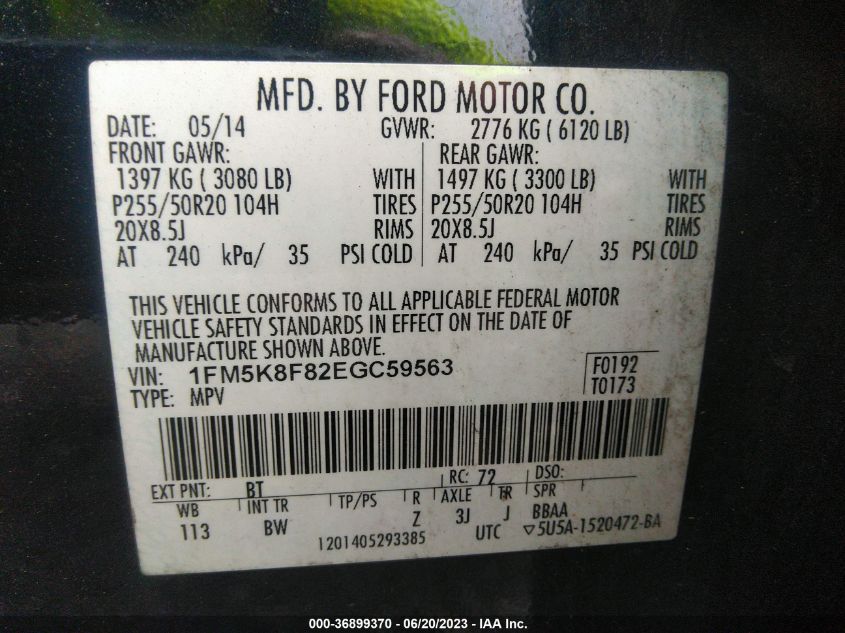 MFD. BY FORD MOTOR CO.
DATE: 05/14 GVWR: 2776 KG ( 6120 LB)
FRONT GAWR: REAR GAWR:
1397 KG ( 3080 LB) WITH 1497 KG ( 3300 LB) WITH
P255/50R20 104H TIRES P255/50R20 104H TIRES
20X8.5J RIMS 20X8.5J RIMS
AT 240 kPa/ 35 PSI COLD AT 240 kPa/ 35 PSI COLD
THIS VEHICLE CONFORMS TO ALL APPLICABLE FEDERAL MOTOR
VEHICLE SAFETY STANDARDS IN EFFECT ON THE DATE OF
MANUFACTURE SHOWN ABOVE.
VIN: 1FM5K8F82EGC59563 F0192
TYPE: MPV T0173
EXT PNT: BT RC: 72 DSO:
WB INT TR TP/PS R AXLE TR SPR
113 BW Z 3J J BBAA
1201405293385 UTC ▽5U5A-1520472-BA
000-36899370 - 06/20/2023 - IAA Inc.